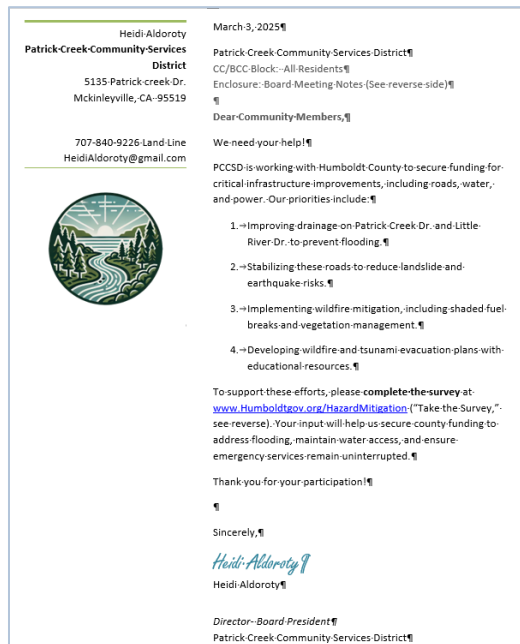 Heidi Aldoroty
Patrick Creek Community Services
District
5135 Patrick creek Dr.
Mckinleyville, CA 95519
707-840-9226 Land Line
HeidiAldoroty@gmail.com
March 3, 2025¶
Patrick Creek Community Services District¶
CC/BCC Block: All Residents¶
Enclosure: Board Meeting Notes (See reverse side)¶
¶
Dear Community Members,¶
We need your help!¶
PCCSD is working with Humboldt County to secure funding for
critical infrastructure improvements, including roads, water,
and power. Our priorities include:¶
1.→Improving drainage on Patrick Creek Dr. and Little
River Dr. to prevent flooding.¶
2.→Stabilizing these roads to reduce landslide and
earthquake risks.¶
3.→Implementing wildfire mitigation, including shaded fuel
breaks and vegetation management.¶
4.→Developing wildfire and tsunami evacuation plans with
educational resources.¶
To support these efforts, please complete the survey at
www.Humboldtgov.org/HazardMitigation ("Take the Survey,"
see reverse). Your input will help us secure county funding to
address flooding, maintain water access, and ensure
emergency services remain uninterrupted.¶
Thank you for your participation!¶
¶
Sincerely,¶
Heidi Aldoroty¶
Heidi Aldoroty¶
Director--Board President¶
Patrick Creek Community Services District¶